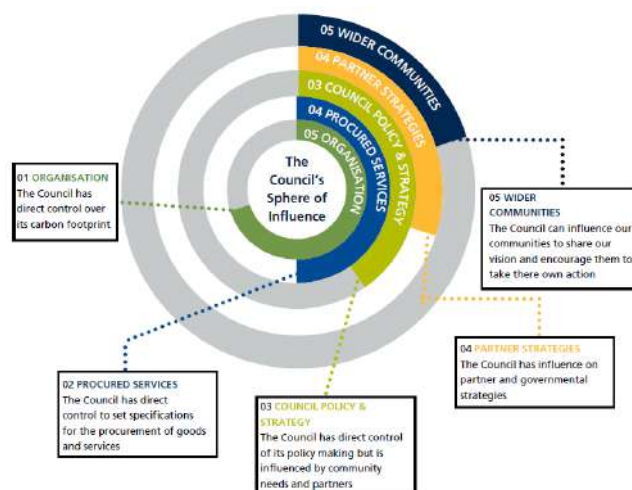 05 WIDER COMMUNITIES
04 PARTNER STRATEGIES
03 COUNCIL POLICY & STRATEGY
04 PROCURED SERVICES
05 ORGANISATION
The
Council's
Sphere of
Influence
01 ORGANISATION
The Council has
direct control over
its carbon footprint
05 WIDER
COMMUNITIES
The Council can influence our
communities to share our
vision and encourage them to
take there own action
04 PARTNER STRATEGIES
The Council has influence on
partner and governmental
strategies
02 PROCURED SERVICES
The Council has direct
control to set specifications
for the procurement of goods
and services
03 COUNCIL POLICY &
STRATEGY
The Council has direct control
of its policy making but is
influenced by community
needs and partners